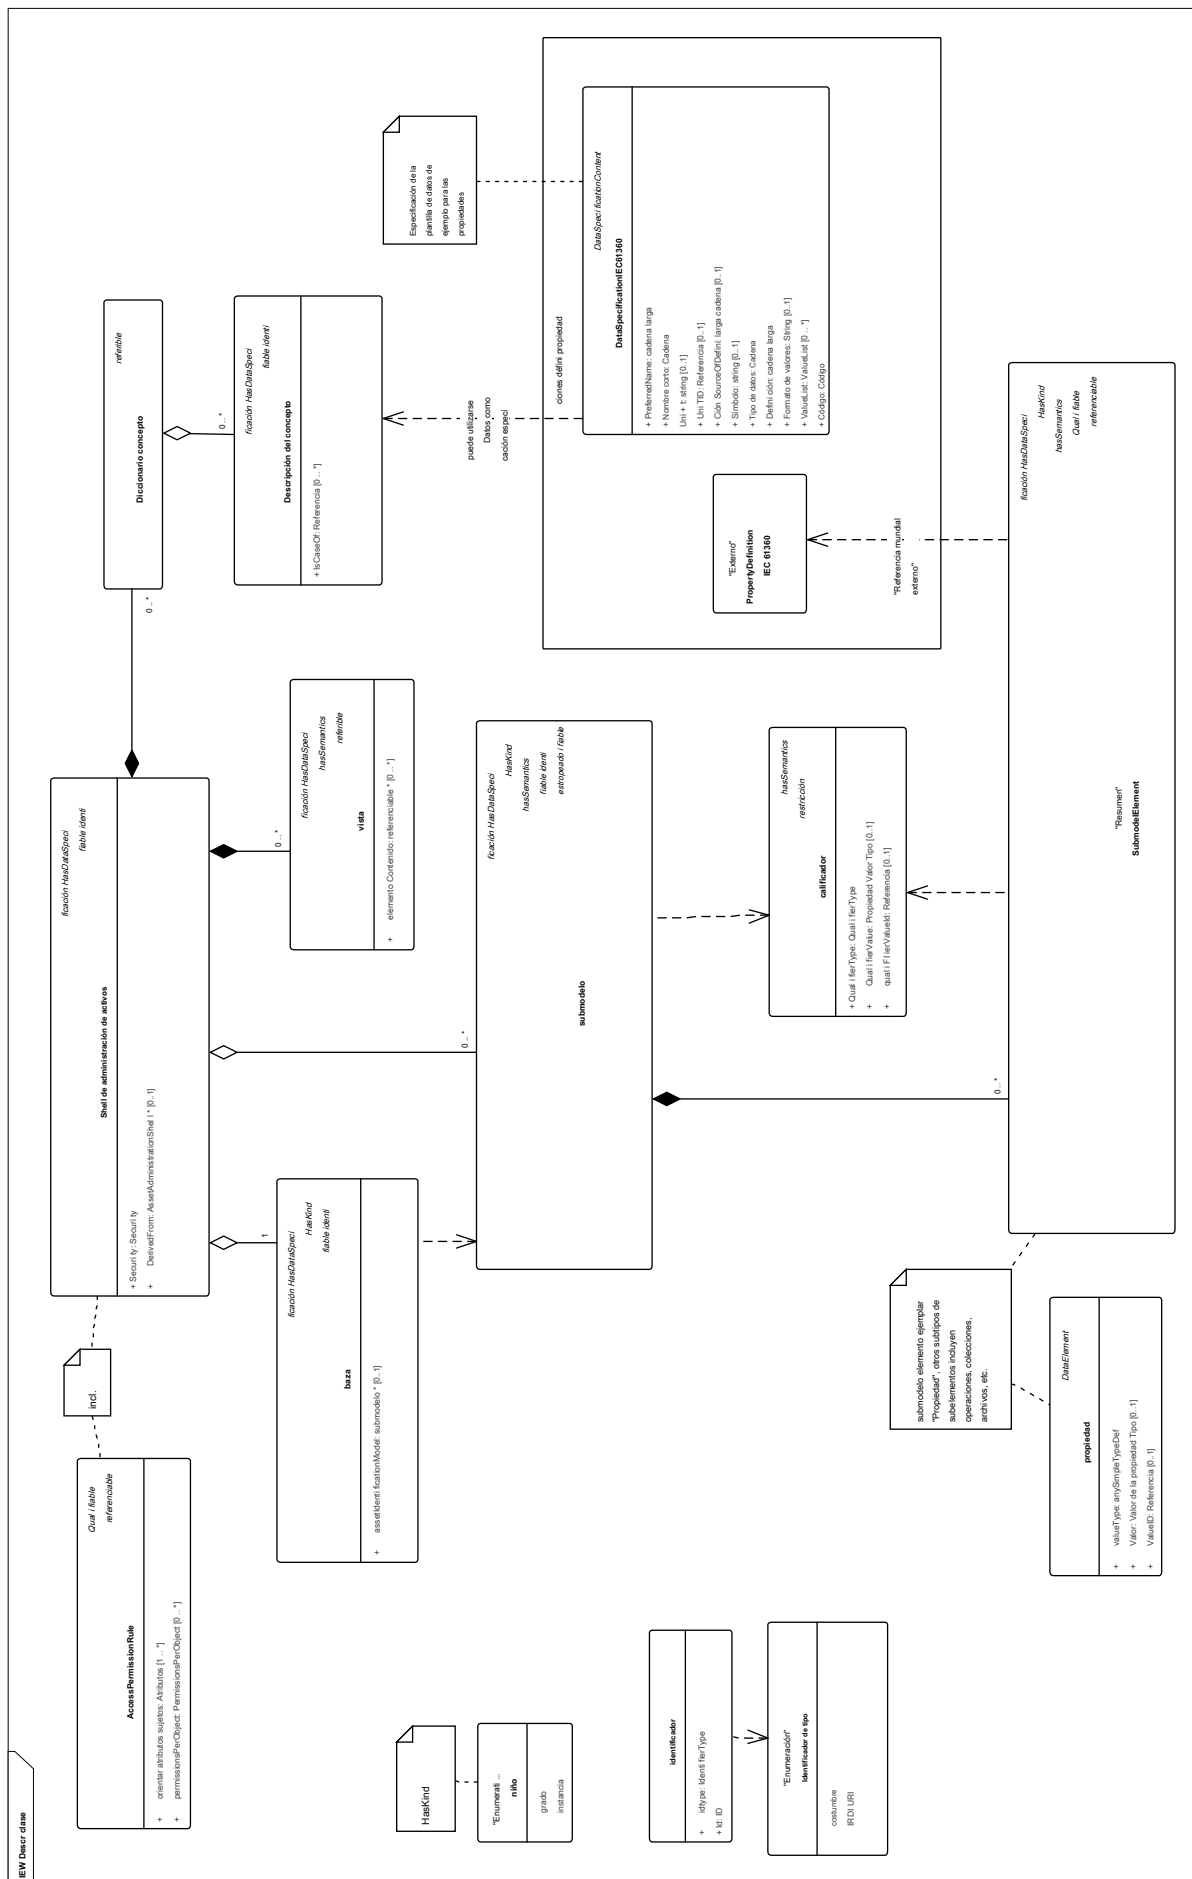 IEW Descr clase
Qual i fiable
referenciable
AccessPermissionRule
+ orientar atributos sujetos: Atributos [1 .. *]
+ permissionsPerObject: PermissionsPerObject [0 .. *]
incl.
ficación HasDataSpeci
fiable identi
Shell de administración de activos
+ Securi ty: Securi ty
+ DerivedFrom: AssetAdministrationShel l * [0..1]
0 .. *
referible
Diccionario concepto
0.. *
ficación HasDataSpeci
fiable identi
Descripción del concepto
+ IsCaseOf: Referencia [0 .. *]
Especificación de la
plantilla de datos de
ejemplo para las
propiedades
puede utilizarse
Datos como
cación especí
ciones défini propiedad
DataSpeci ficationContent
DataSpecificationIEC61360
+ PreferredName: cadena larga
+ Nombre corto: Cadena
Uni + t: string [0..1]
+ Uni TID: Referencia [0..1]
+ Ción SourceOfDefini: larga cadena [0..1]
+ Símbolo: string [0..1]
+ Tipo de datos: Cadena
+ Defini ción: cadena larga
+ Formato de valores: String [0..1]
+ ValueList: ValueList [0 .. *]
+ Código: Código
"Externo"
PropertyDefinition
IEC 61360
"Referencia mundial
externo"
0.. *
ficación HasDataSpeci
hasSemantics
referible
vista
+ elemento Contenido: referenciable * [0 .. *]
1
ficación HasDataSpeci
HasKind
fiable identi
baza
+ assetIdenti ficationModel: submodelo * [0..1]
0 .. *
ficación HasDataSpeci
HasKind
hasSemantics
fiable identi
estropeado i fiable
submodelo
hasSemantics
restricción
calificador
+ Qual i fierType: Qual i fierType
+ Qual i fierValue: Propiedad Valor Tipo [0..1]
+ qual i FlierValueId: Referencia [0..1]
0.. *
ficación HasDataSpeci
HasKind
hasSemantics
Qual i fiable
referenciable
"Resumen"
SubmodelElement
submodelo elemento ejemplar
"Propiedad", otros subtipos de
subelementos incluyen
operaciones, colecciones,
archivos, etc.
DataElement
propiedad
+ valueType: anySimpleTypeDef
+ Valor: Valor de la propiedad Tipo [0..1]
+ ValueID: Referencia [0..1]
HasKind
"Enumerati ...
niño
grado
instancia
identificador
+ idtype: Identi fierType
+ Id: ID
"Enumeración"
Identificador de tipo
costumbre
IRDI URI